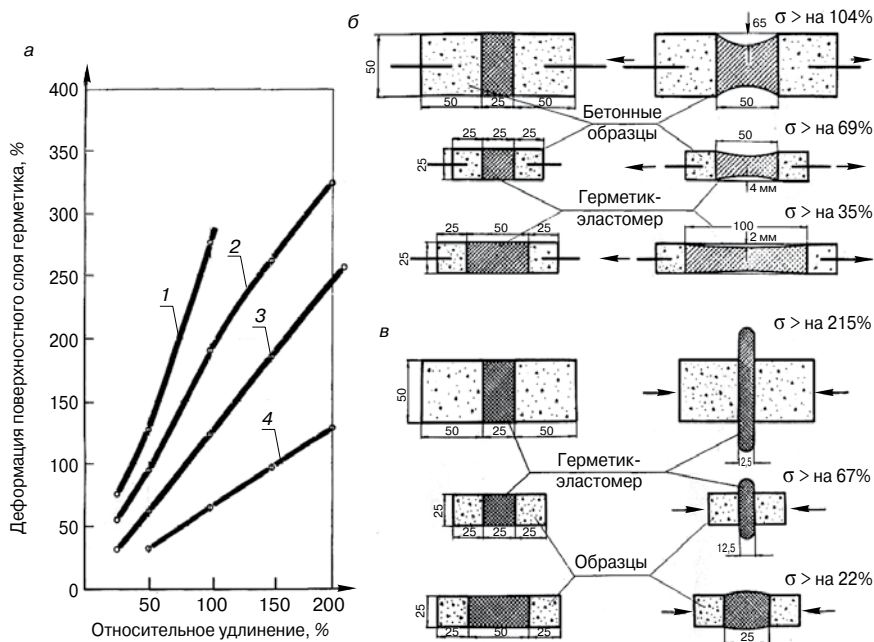 а
Деформация поверхностного слоя герметика, %
400
350
300
250
200
150
100
50
0
50
100
150
200
Относительное удлинение, %
1
2
3
4
б
σ > на 104%
65
50
50
25
50
50
Бетонные
образцы
σ > на 69%
25
25
25
25
50
4 мм
Герметик-
эластомер
σ > на 35%
25
50
25
25
100
2 мм
в
σ > на 215%
50
50
25
50
12,5
Герметик-
эластомер
σ > на 67%
25
25
25
25
12,5
Образцы
σ > на 22%
25
25
50
25
25